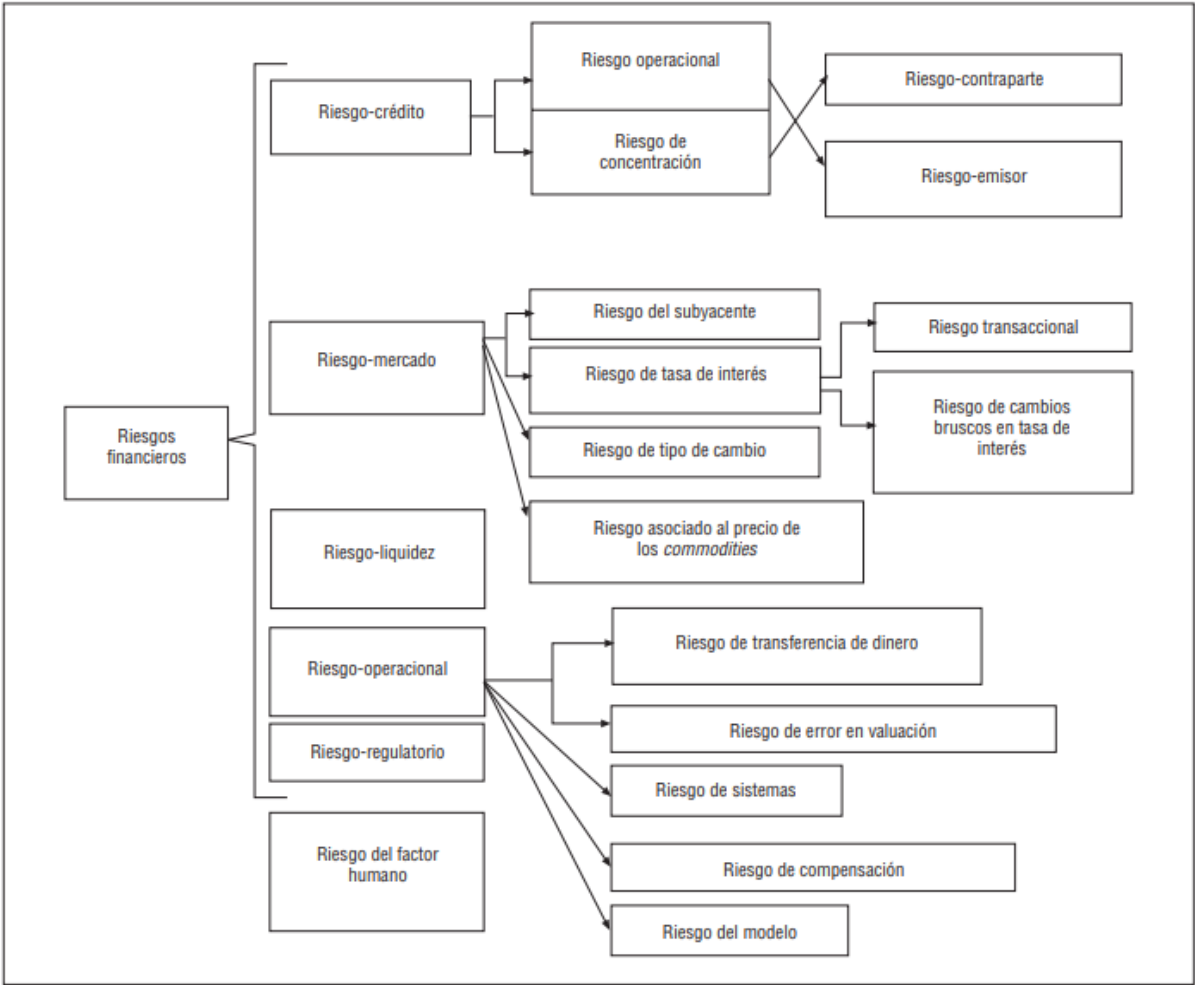 Riesgo operacional
Riesgo-contraparte
Riesgo-crédito
Riesgo de
concentración
Riesgo-emisor
Riesgo del subyacente
Riesgo transaccional
Riesgo-mercado
Riesgo de tasa de interés
Riesgo de cambios
bruscos en tasa de
interés
Riesgos
financieros
Riesgo de tipo de cambio
Riesgo asociado al precio de
los commodities
Riesgo-liquidez
Riesgo de transferencia de dinero
Riesgo-operacional
Riesgo de error en valuación
Riesgo-regulatorio
Riesgo de sistemas
Riesgo del factor
humano
Riesgo de compensación
Riesgo del modelo